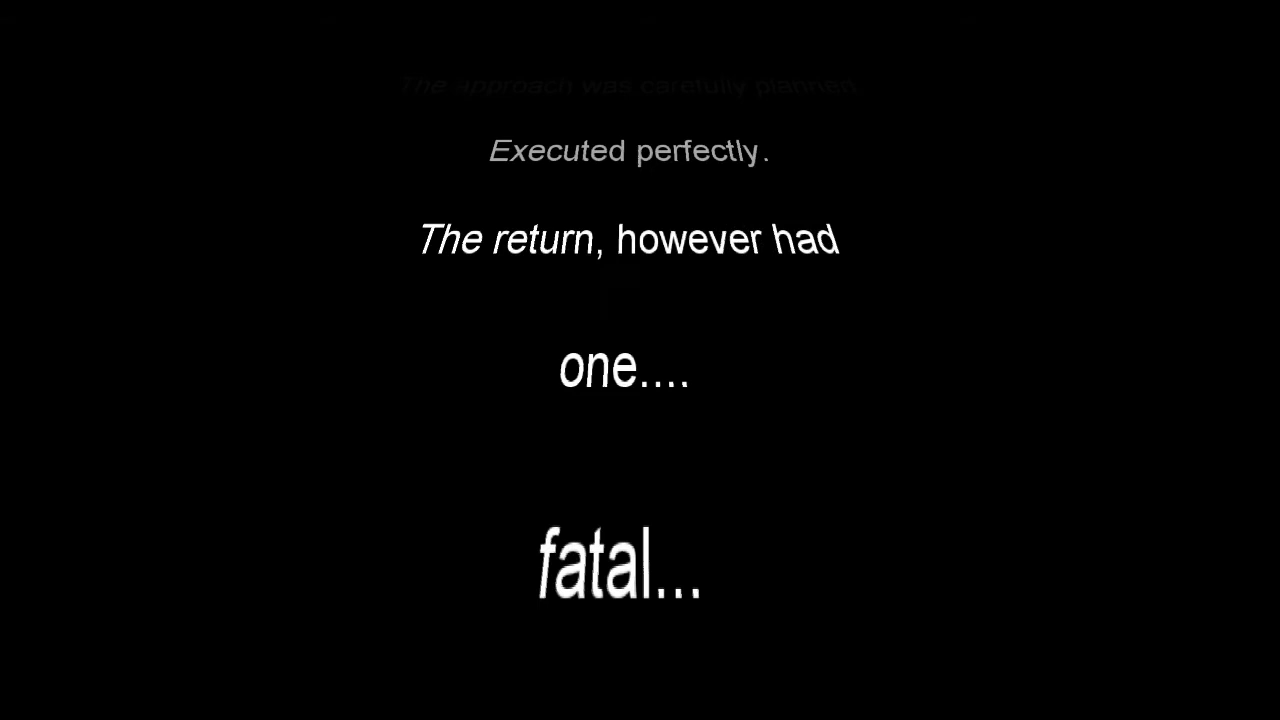 The approach was carefully planned.
Executed perfectly.
The return, however had
one....
fatal...